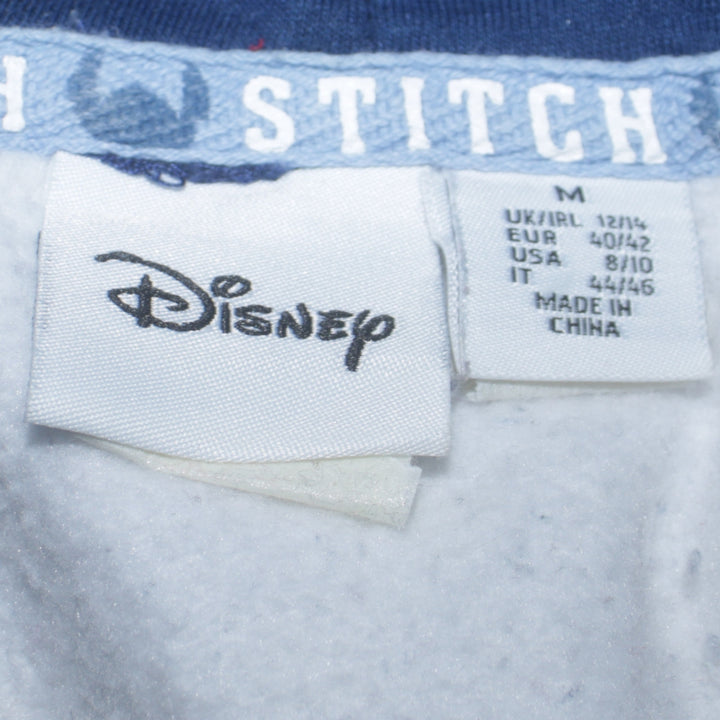 H STITCH
Disney
M
UK/IRL 12/14
EUR 40/42
USA 8/10
IT 44/46
MADE IN
CHINA